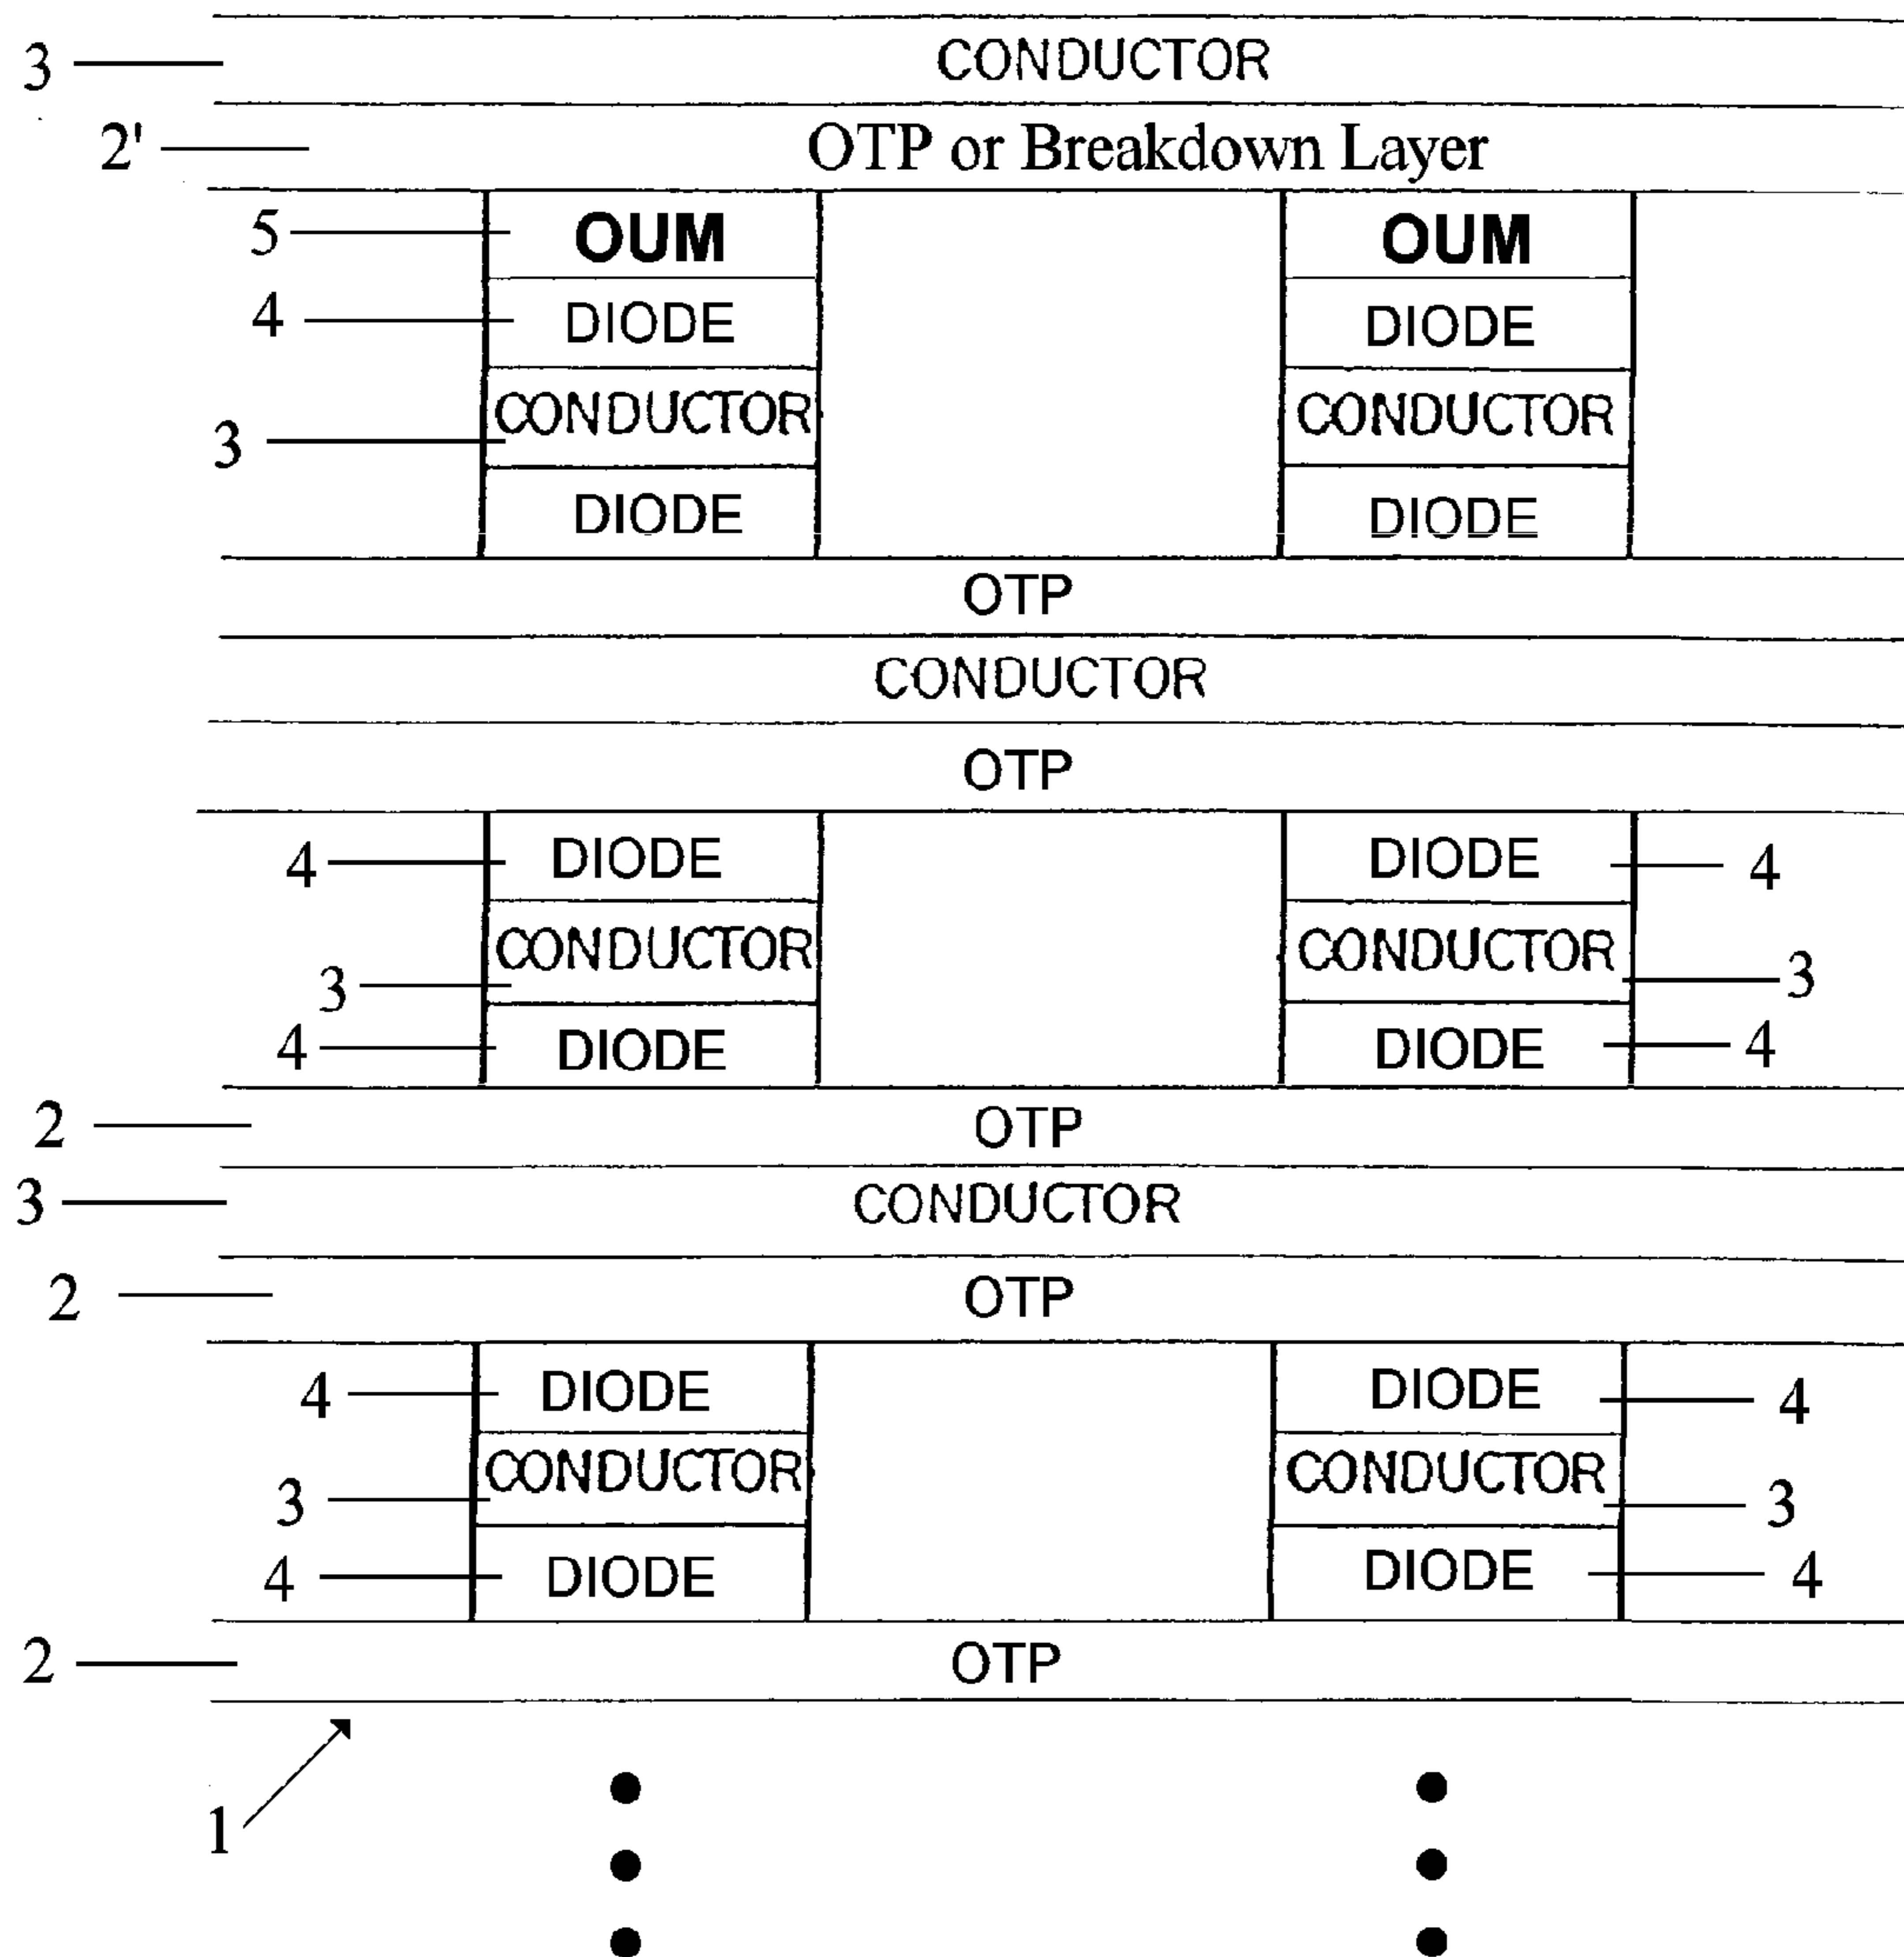 3 CONDUCTOR
2' OTP or Breakdown Layer
5 OUM OUM
4 DIODE DIODE
3 CONDUCTOR CONDUCTOR
DIODE DIODE
OTP
CONDUCTOR
OTP
4 DIODE DIODE 4
3 CONDUCTOR CONDUCTOR 3
4 DIODE DIODE 4
2 OTP
3 CONDUCTOR
2 OTP
4 DIODE DIODE 4
3 CONDUCTOR CONDUCTOR 3
4 DIODE DIODE 4
2 OTP
1